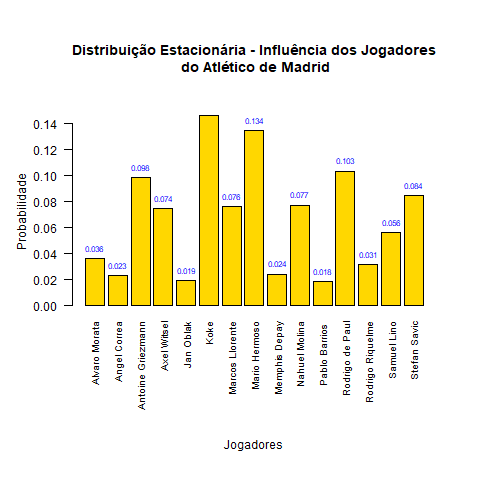 Distribuição Estacionária - Influência dos Jogadores
do Atlético de Madrid
Probabilidade
0.14
0.12
0.10
0.08
0.06
0.04
0.02
0.00
0.036
0.023
0.098
0.074
0.019
0.076
0.134
0.024
0.077
0.018
0.103
0.031
0.056
0.084
Alvaro Morata
Angel Correa
Antoine Griezmann
Axel Witsel
Jan Oblak
Koke
Marcos Llorente
Mario Hermoso
Memphis Depay
Nahuel Molina
Pablo Barrios
Rodrigo de Paul
Rodrigo Riquelme
Samuel Lino
Stefan Savic
Jogadores